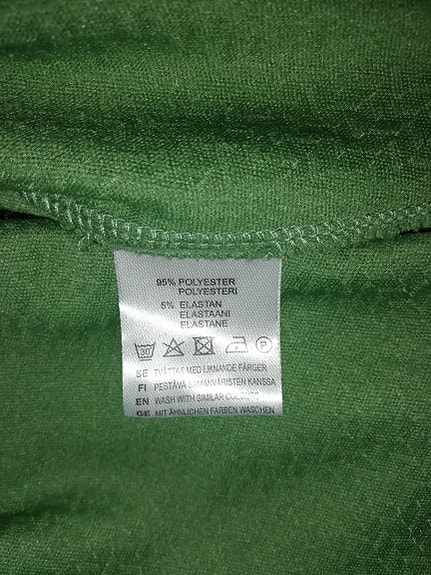 95% POLYESTER
POLYESTERI
5% ELASTAN
ELASTAANI
ELASTANE
30 P
SE TVÄTTAS MED LIKNANDE FÄRGER
FI PESTÄVÄ SAMANVÄRISTEN KANSSA
EN WASH WITH SIMILAR COLOURS
GE MIT ÄHNLICHEN FARBEN WASCHEN